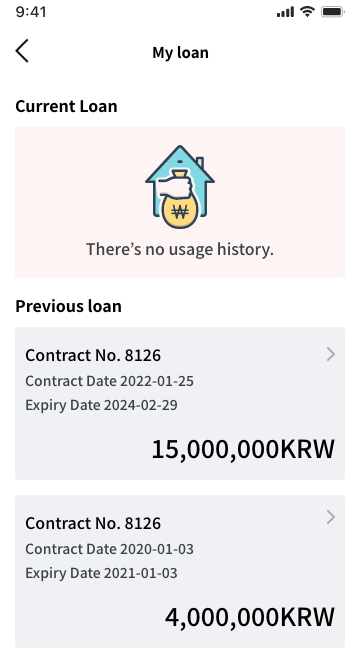 9:41
My loan
Current Loan
₩
There's no usage history.
Previous loan
Contract No. 8126
Contract Date 2022-01-25
Expiry Date 2024-02-29
15,000,000KRW
Contract No. 8126
Contract Date 2020-01-03
Expiry Date 2021-01-03
4,000,000KRW